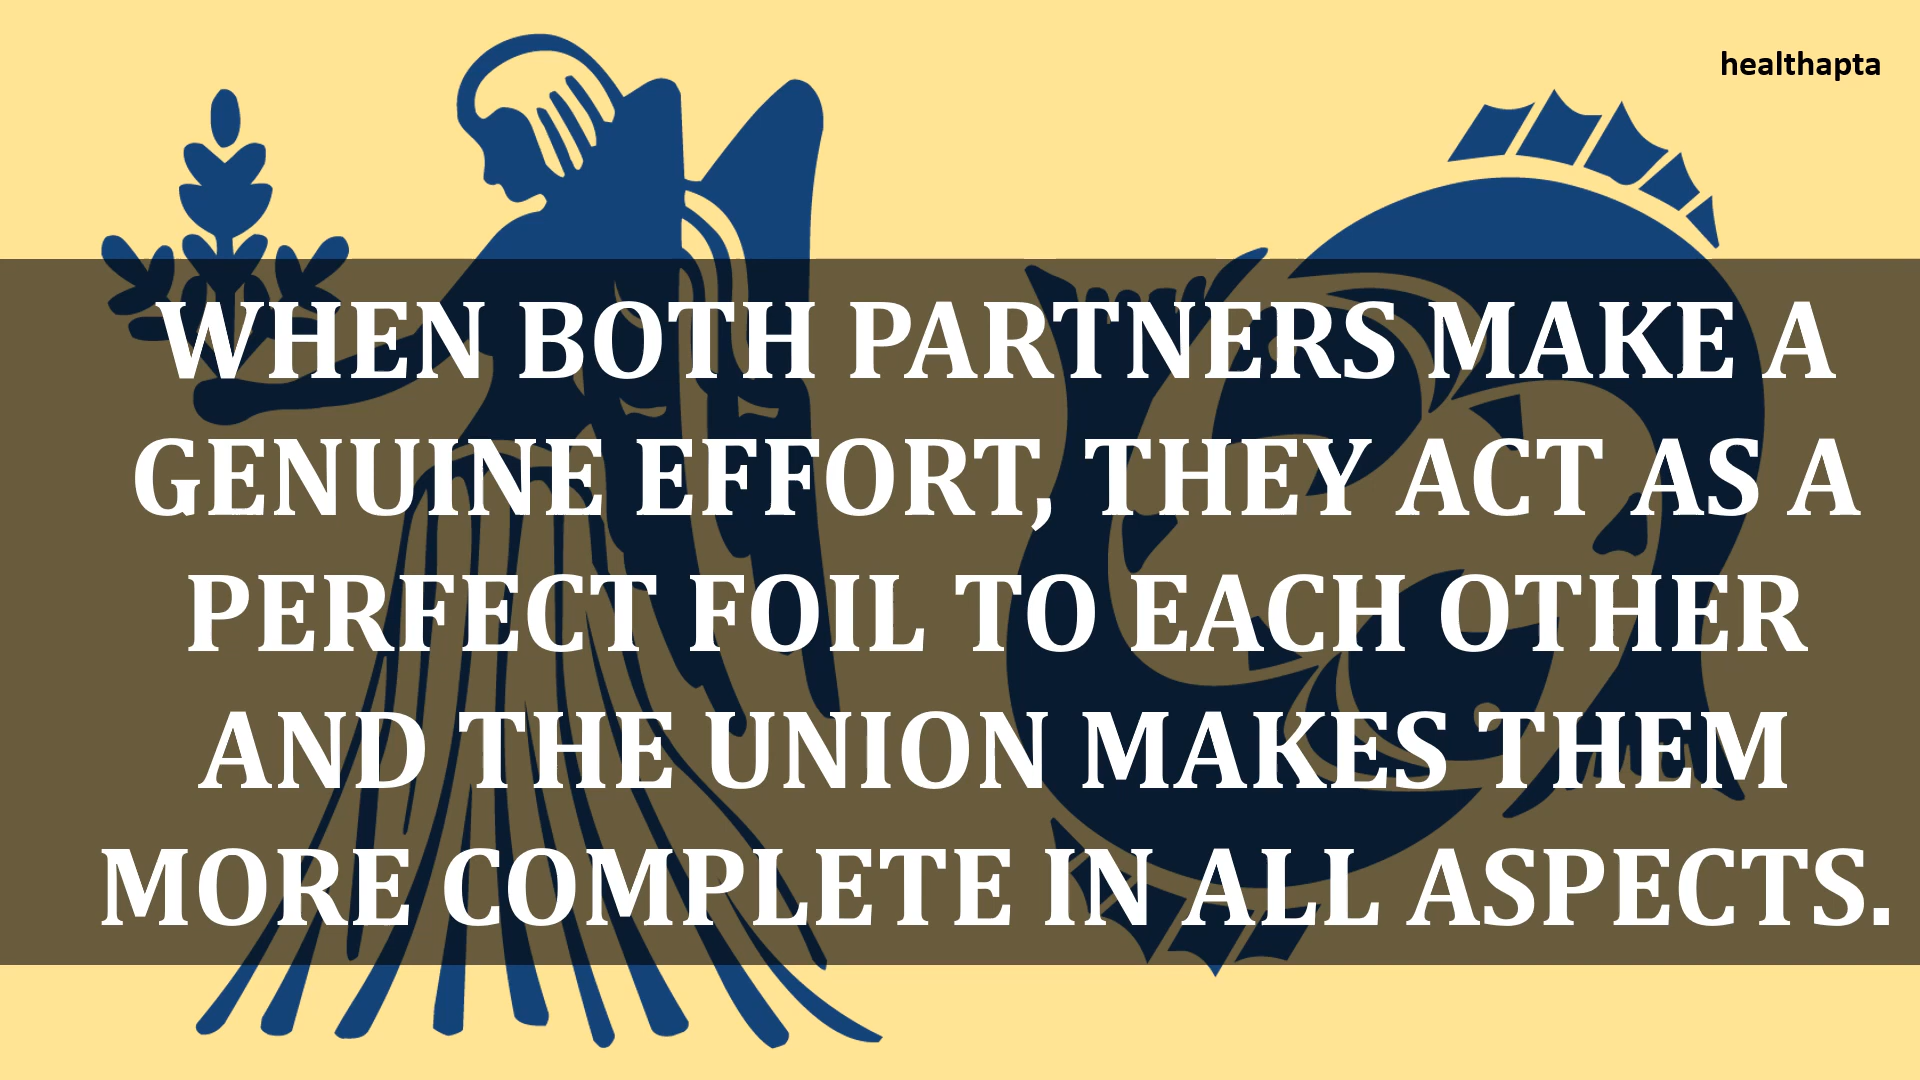 healthapta
WHEN BOTH PARTNERS MAKE A
GENUINE EFFORT, THEY ACT AS A
PERFECT FOIL TO EACH OTHER
AND THE UNION MAKES THEM
MORE COMPLETE IN ALL ASPECTS.